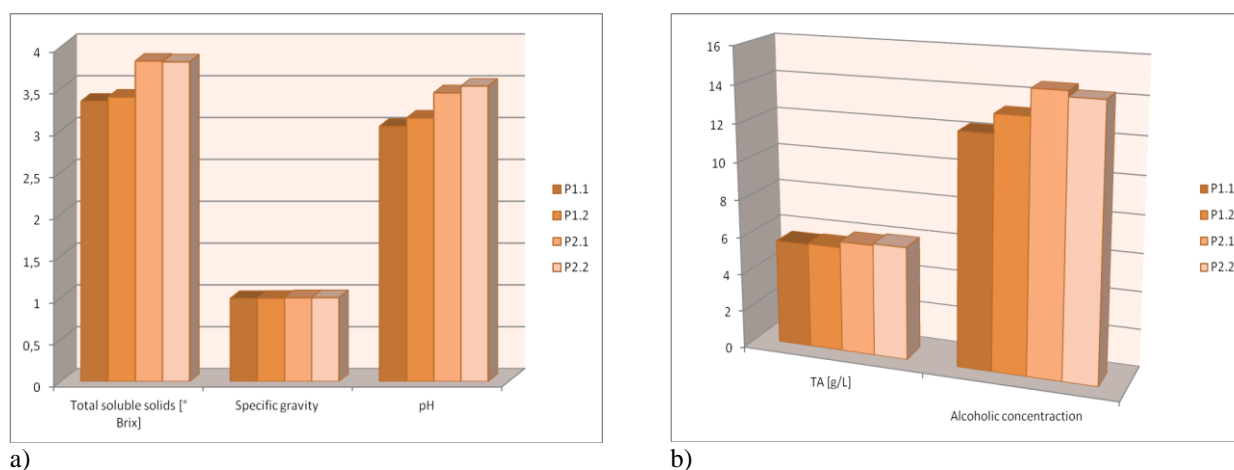 4
3,5
3
2,5
2
1,5
1
0,5
0
Total soluble solids [°
Brix]
Specific gravity
pH
P1.1
P1.2
P2.1
P2.2
a)
16
14
12
10
8
6
4
2
0
TA [g/L]
Alcoholic concentraction
P1.1
P1.2
P2.1
P2.2
b)